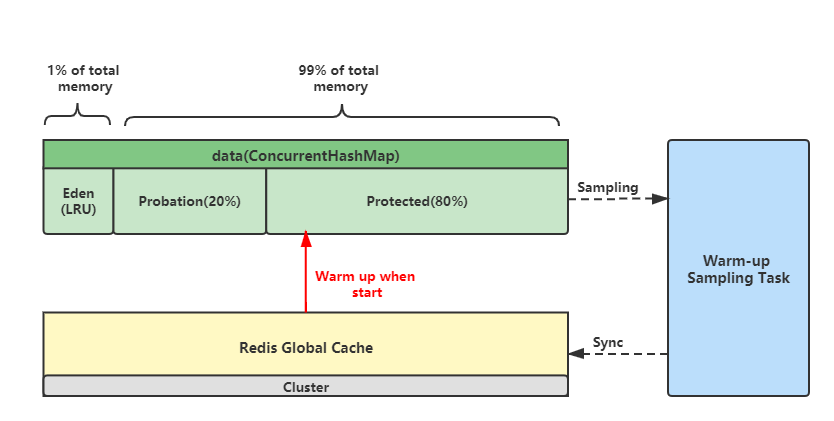 1% of total
memory
99% of total
memory
data(ConcurrentHashMap)
Eden
(LRU)
Probation(20%)
Protected(80%)
Sampling
Warm-up
Sampling Task
Warm up when
start
Redis Global Cache
Sync
Cluster